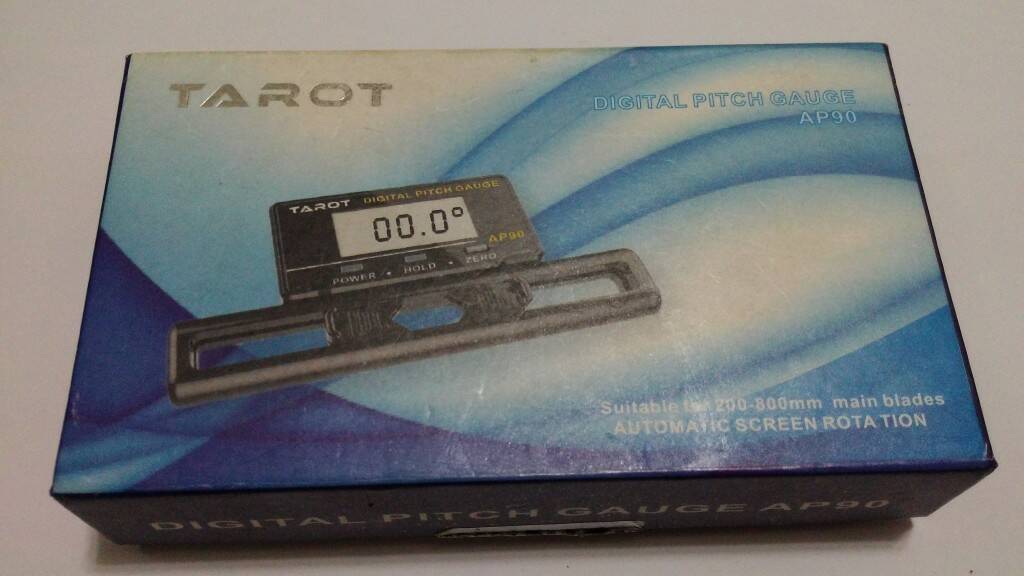 TAROT
DIGITAL PITCH GAUGE
AP90
TAROT DIGITAL PITCH GAUGE
00.0°
AP90
POWER • HOLD • ZERO
Suitable for 200-800mm main blades
AUTOMATIC SCREEN ROTATION
DIGITAL PITCH GAUGE AP90